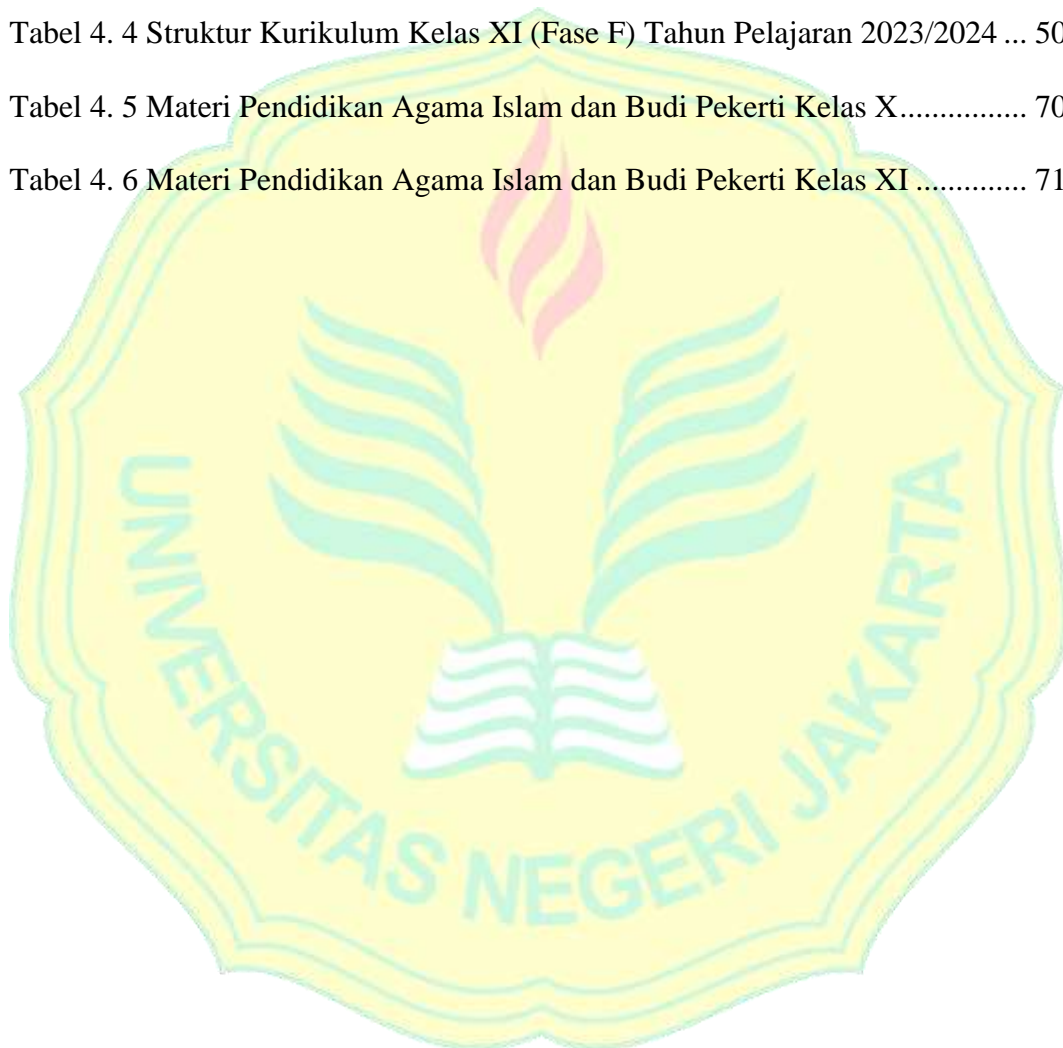 Tabel 4. 4 Struktur Kurikulum Kelas XI (Fase F) Tahun Pelajaran 2023/2024 ... 50
Tabel 4. 5 Materi Pendidikan Agama Islam dan Budi Pekerti Kelas X............... 70
Tabel 4. 6 Materi Pendidikan Agama Islam dan Budi Pekerti Kelas XI ............. 71
UNIVERSITAS NEGERI JAKARTA